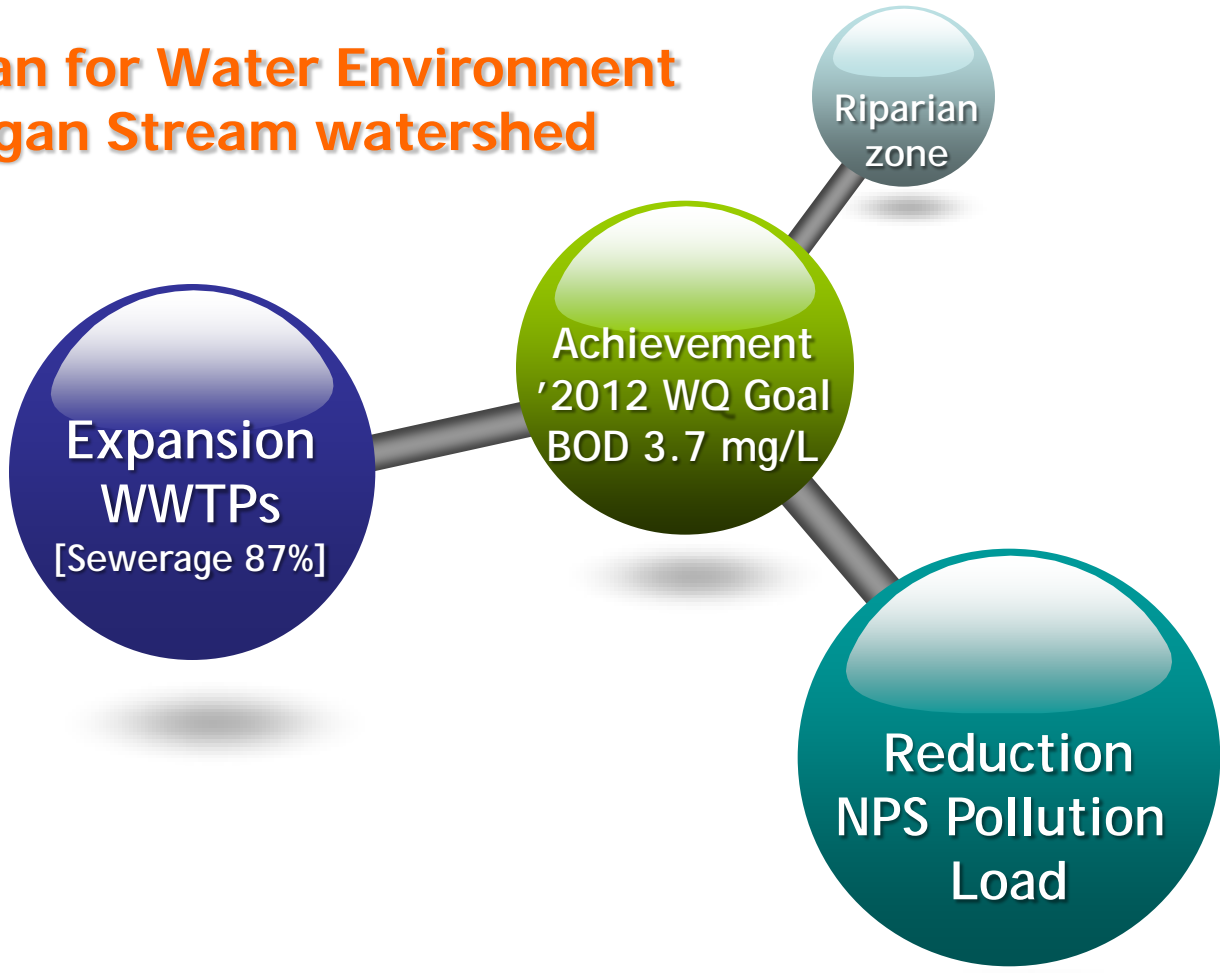 an for Water Environment
gan Stream watershed
Riparian
zone
Achievement
'2012 WQ Goal
BOD 3.7 mg/L
Expansion
WWTPs
[Sewerage 87%]
Reduction
NPS Pollution
Load